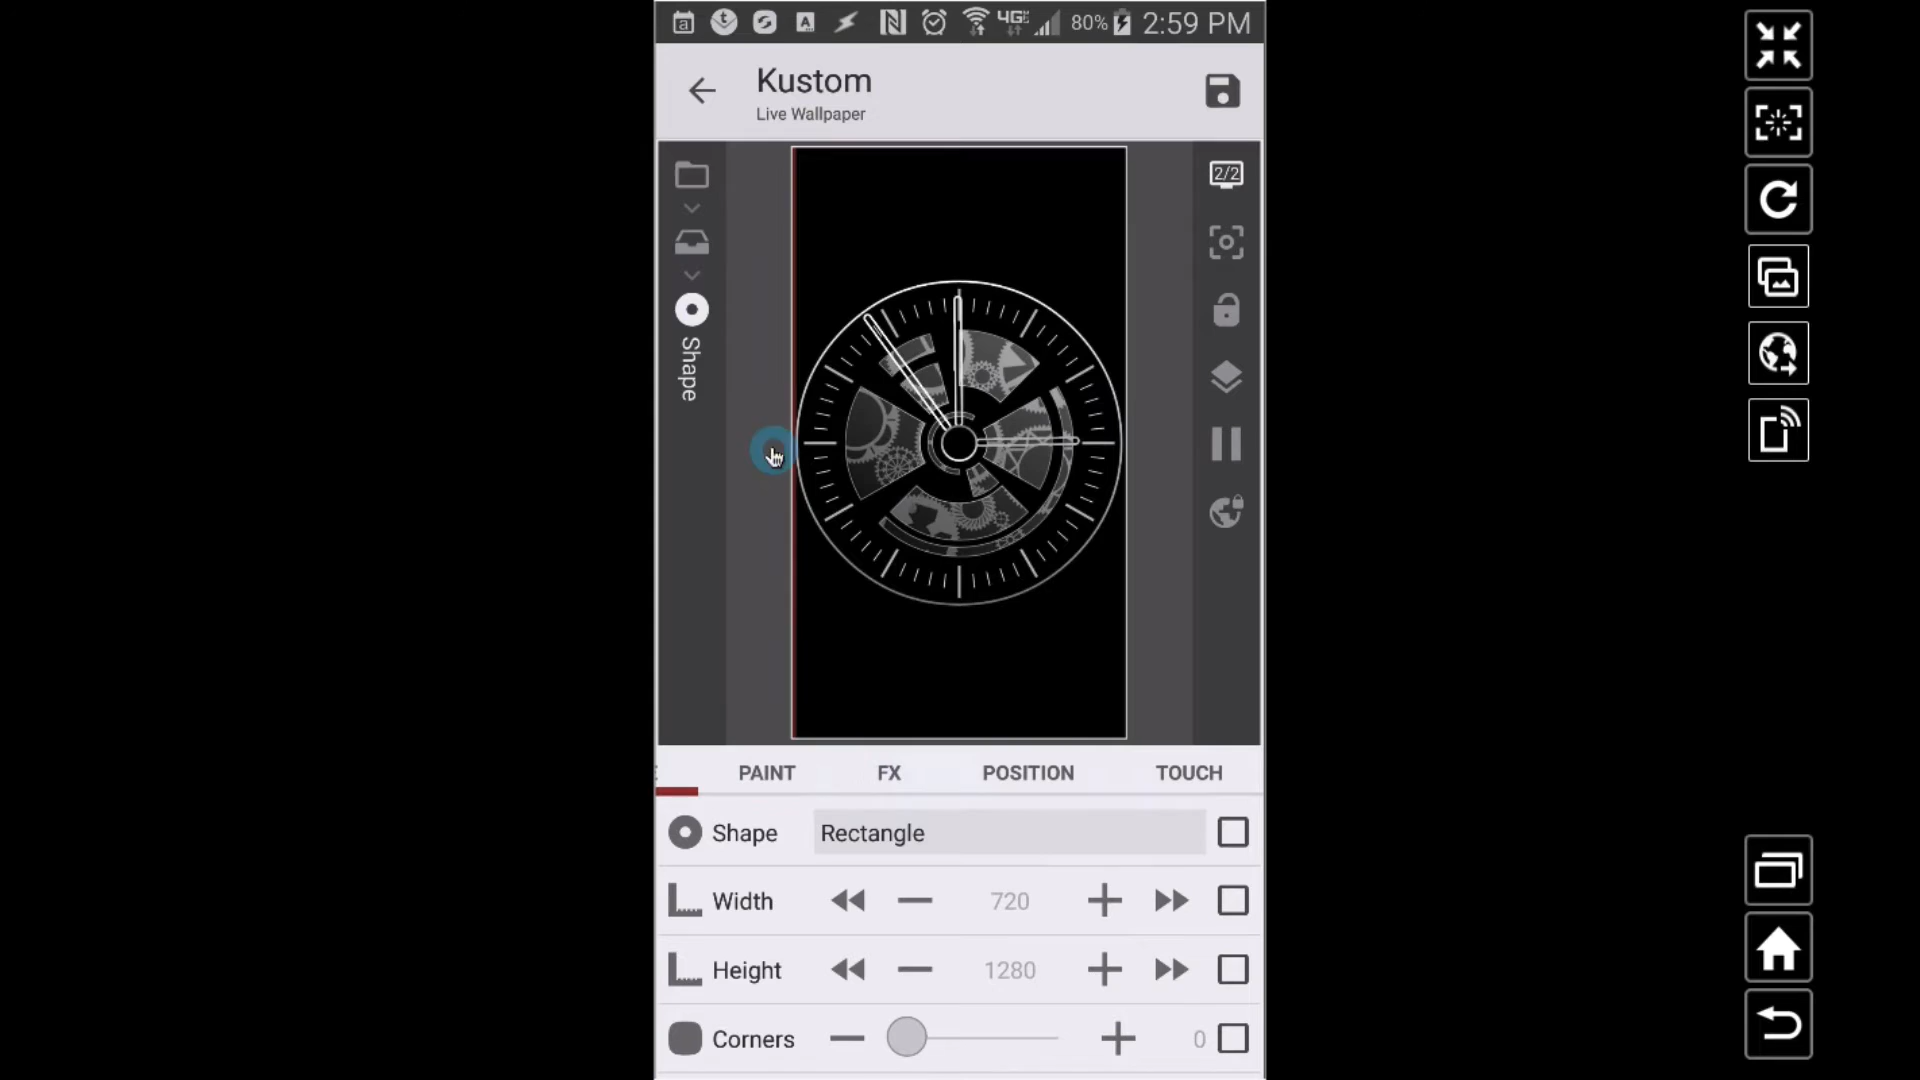 80% 2:59 PM
4G
Kustom
Live Wallpaper
2/2
Shape
PAINT FX POSITION TOUCH
Shape Rectangle
Width 720
Height 1280
Corners 0